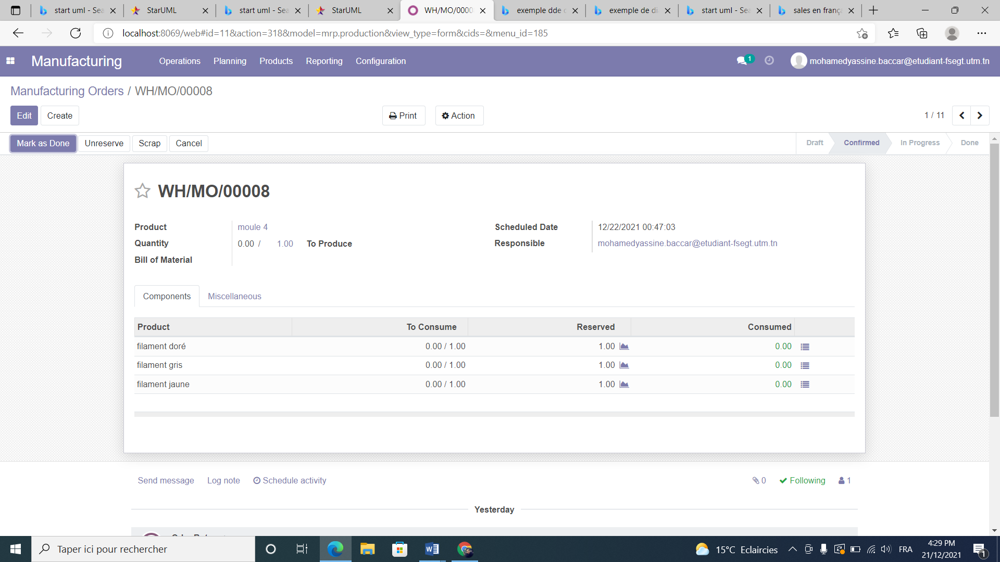 start uml - Sea
StarUML
start uml - Sea
StarUML
WH/MO/0000
exemple dde
exemple de di
start uml - Sea
sales en frança
localhost:8069/web#id=11&action=318&model=mrp.production&view_type=form&cids=&menu_id=185
Manufacturing
Operations
Planning
Products
Reporting
Configuration
1
mohamedyassine.baccar@etudiant-fsegt.utm.tn
Manufacturing Orders / WH/MO/00008
Edit
Create
Print
Action
1 / 11
Mark as Done
Unreserve
Scrap
Cancel
Draft
Confirmed
In Progress
Done
WH/MO/00008
Product
moule 4
Scheduled Date
12/22/2021 00:47:03
Quantity
0.00 / 1.00 To Produce
Responsible
mohamedyassine.baccar@etudiant-fsegt.utm.tn
Bill of Material
Components
Miscellaneous
Product To Consume Reserved Consumed
filament doré 0.00 / 1.00 1.00 0.00
filament gris 0.00 / 1.00 1.00 0.00
filament jaune 0.00 / 1.00 1.00 0.00
Send message
Log note
Schedule activity
0
Following
1
Yesterday
Taper ici pour rechercher
15°C Eclaircies
FRA
4:29 PM
21/12/2021
1